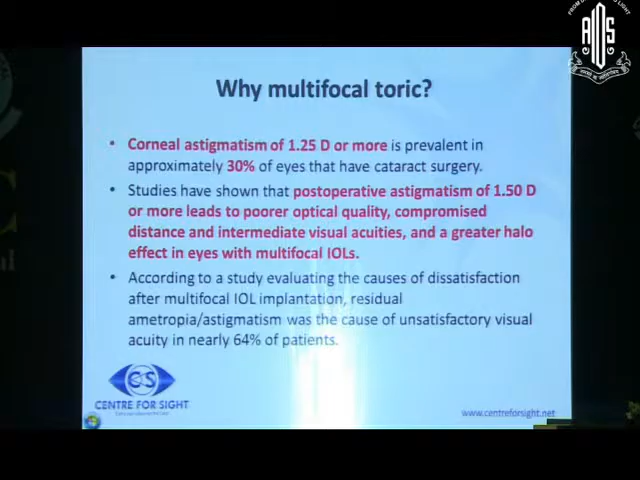 AIOS
Why multifocal toric?
• Corneal astigmatism of 1.25 D or more is prevalent in
approximately 30% of eyes that have cataract surgery.
• Studies have shown that postoperative astigmatism of 1.50 D
or more leads to poorer optical quality, compromised
distance and intermediate visual acuities, and a greater halo
effect in eyes with multifocal IOLs.
• According to a study evaluating the causes of dissatisfaction
after multifocal IOL implantation, residual
ametropia/astigmatism was the cause of unsatisfactory visual
acuity in nearly 64% of patients.
CS
CENTRE FOR SIGHT
www.centreforsight.net